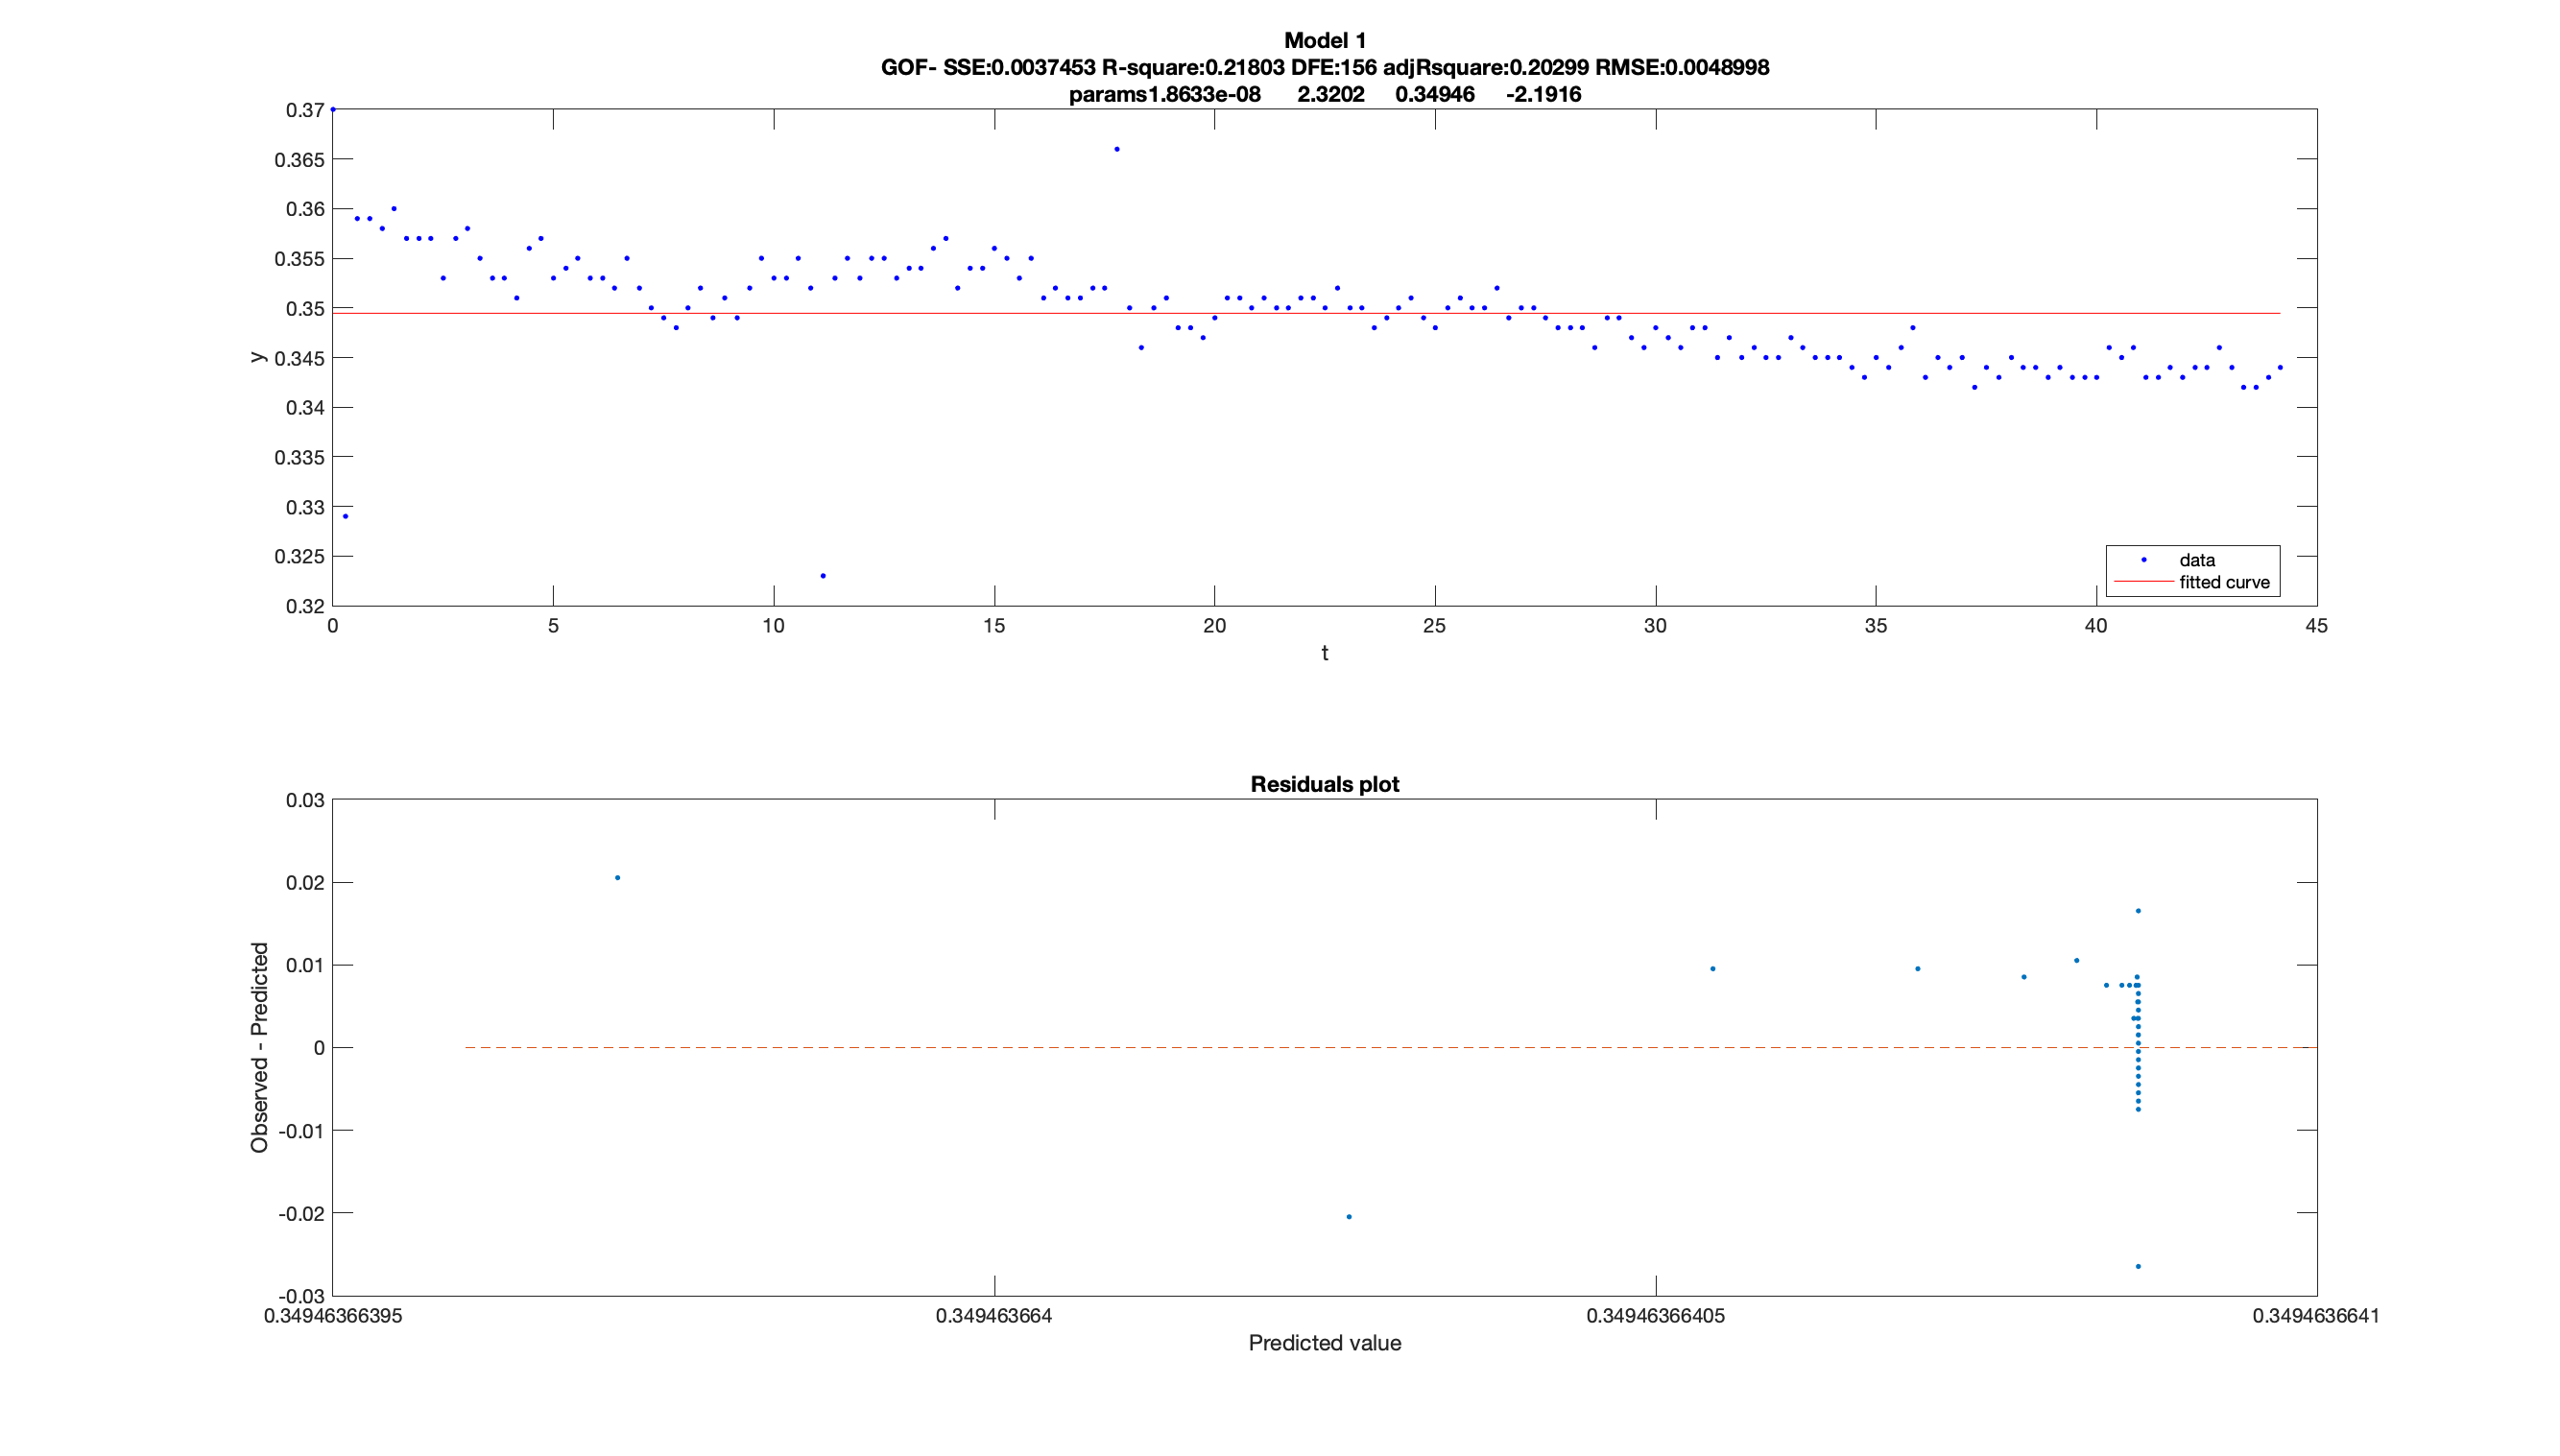 Model 1
GOF- SSE:0.0037453 R-square:0.21803 DFE:156 adjRsquare:0.20299 RMSE:0.0048998
params1.8633e-08 2.3202 0.34946 -2.1916
0.37
0.365
0.36
0.355
0.35
0.345
0.34
0.335
0.33
0.325
0.32
y
data
fitted curve
0 5 10 15 20 25 30 35 40 45
t
Residuals plot
0.03
0.02
0.01
0
-0.01
-0.02
-0.03
Observed - Predicted
0.34946366395 0.349463664 0.34946366405 0.3494636641
Predicted value